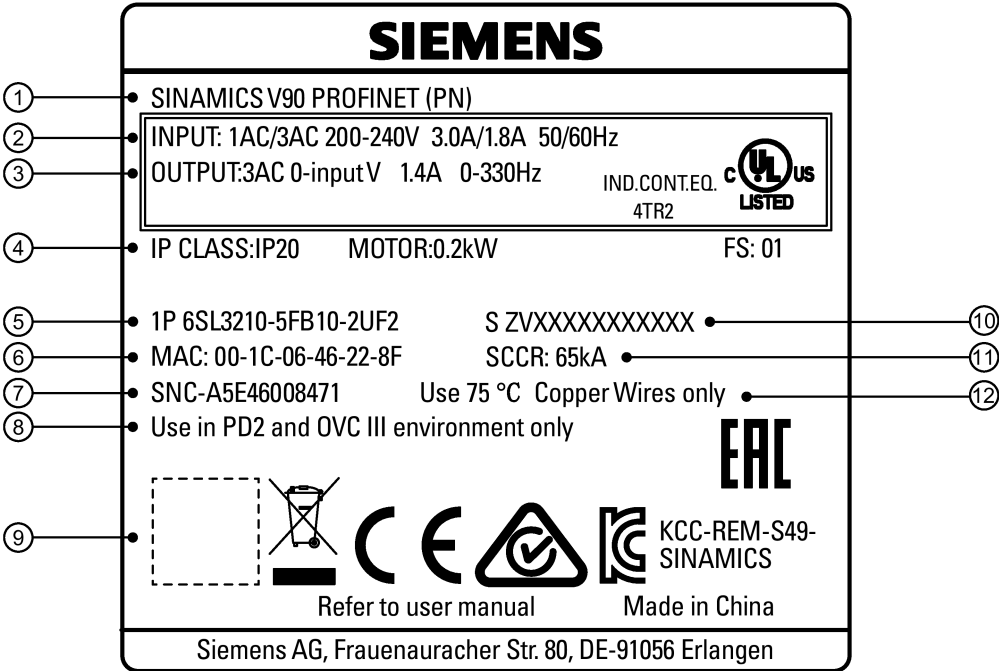 SIEMENS
① SINAMICS V90 PROFINET (PN)
② INPUT: 1AC/3AC 200-240V 3.0A/1.8A 50/60Hz
③ OUTPUT:3AC 0-input V 1.4A 0-330Hz
IND.CONT.EQ.
4TR2
C UL US
LISTED
④ IP CLASS:IP20 MOTOR:0.2kW FS: 01
⑤ 1P 6SL3210-5FB10-2UF2 S ZVXXXXXXXXXXX ⑩
⑥ MAC: 00-1C-06-46-22-8F SCCR: 65kA ⑪
⑦ SNC-A5E46008471 Use 75 °C Copper Wires only ⑫
⑧ Use in PD2 and OVC III environment only
EAC
⑨ CE KCC-REM-S49-
SINAMICS
Refer to user manual Made in China
Siemens AG, Frauenauracher Str. 80, DE-91056 Erlangen